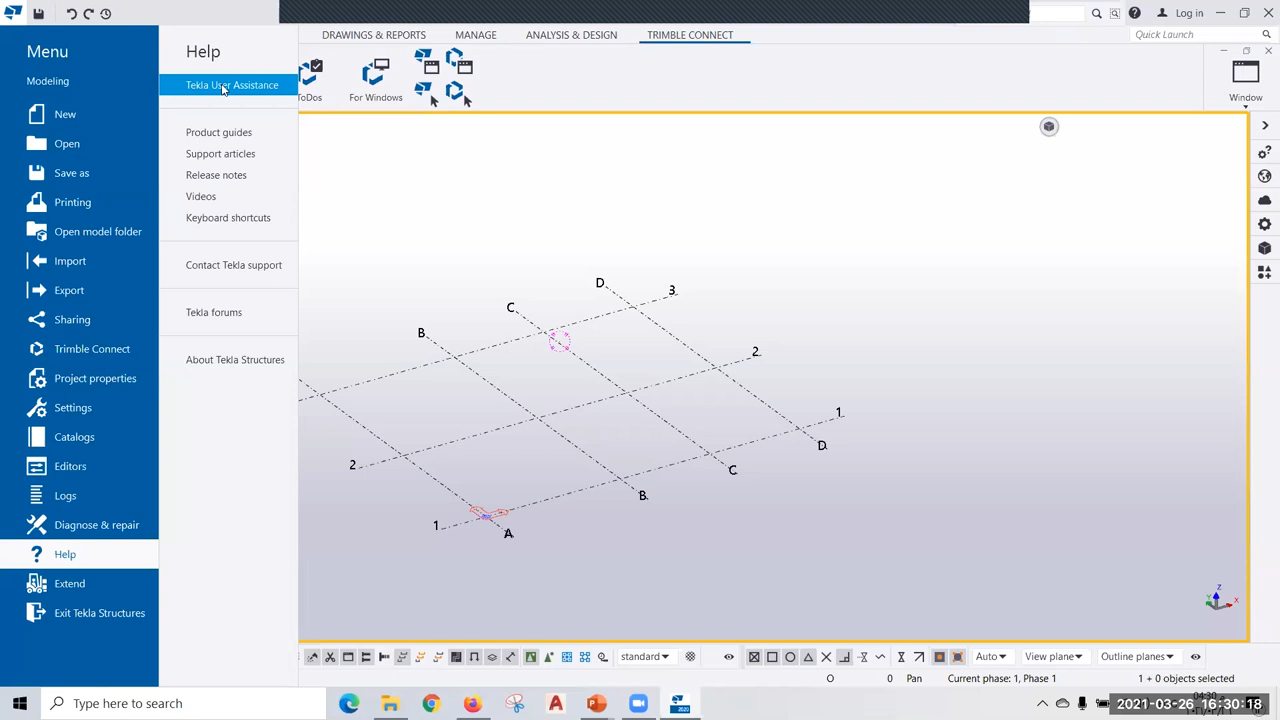 Log in
DRAWINGS & REPORTS
MANAGE
ANALYSIS & DESIGN
TRIMBLE CONNECT
Quick Launch
Menu
Modeling
New
Open
Save as
Printing
Open model folder
Import
Export
Sharing
Trimble Connect
Project properties
Settings
Catalogs
Editors
Logs
Diagnose & repair
Help
Extend
Exit Tekla Structures
Help
Tekla User Assistance
Product guides
Support articles
Release notes
Videos
Keyboard shortcuts
Contact Tekla support
Tekla forums
About Tekla Structures
ToDos
For Windows
Window
D
3
C
B
2
1
D
C
2
B
1
A
Z
Y
X
standard
Auto
View plane
Outline planes
O
0
Pan
Current phase: 1, Phase 1
1 + 0 objects selected
Type here to search
2020
2021-03-26 16:30:18